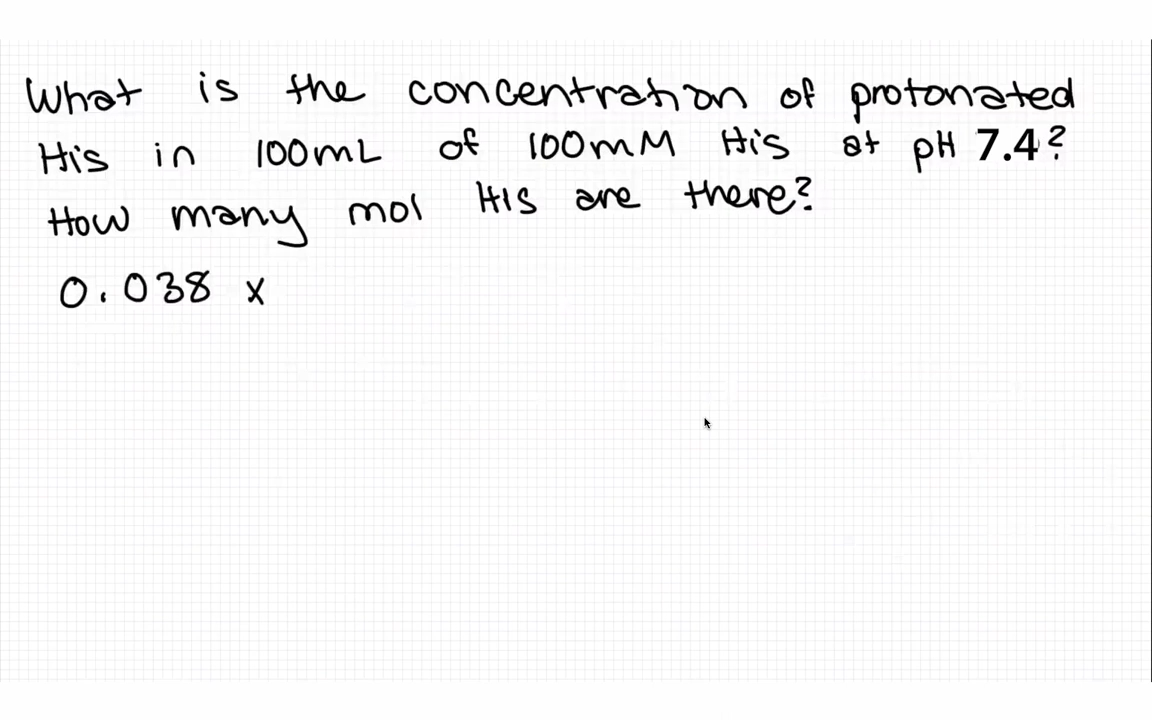 What is the concentration of protonated
His in 100mL of 100mM His at pH 7.4?
How many mol His are there?
0.038 x